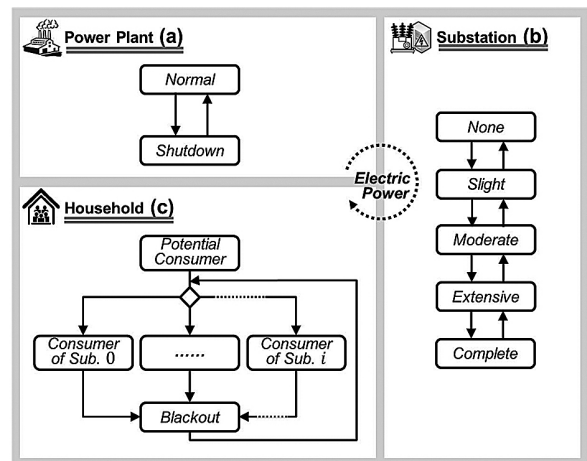 Power Plant (a)
Normal
Shutdown
Substation (b)
None
Slight
Moderate
Extensive
Complete
Electric
Power
Household (c)
Potential
Consumer
Consumer
of Sub. 0
......
Consumer
of Sub. i
Blackout